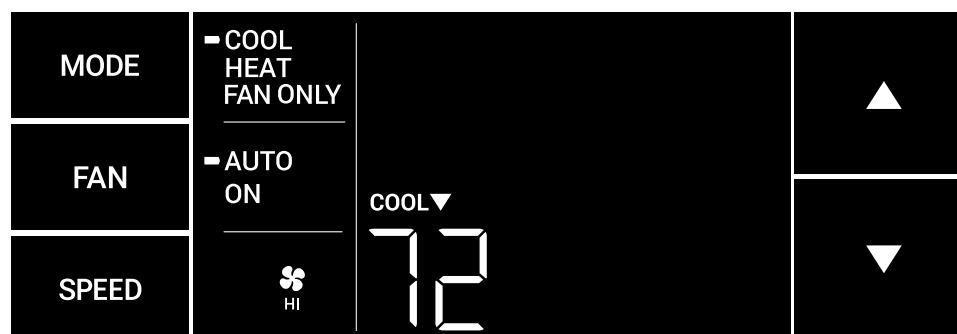 MODE
FAN
SPEED
COOL
HEAT
FAN ONLY
AUTO
ON
HI
COOL
72